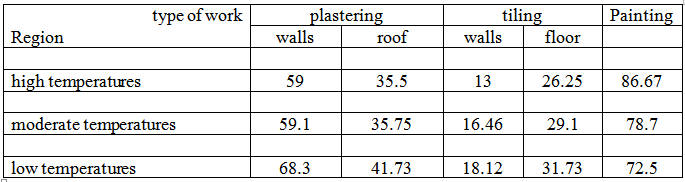 type of work plastering tiling Painting
Region walls roof walls floor
high temperatures 59 35.5 13 26.25 86.67
moderate temperatures 59.1 35.75 16.46 29.1 78.7
low temperatures 68.3 41.73 18.12 31.73 72.5